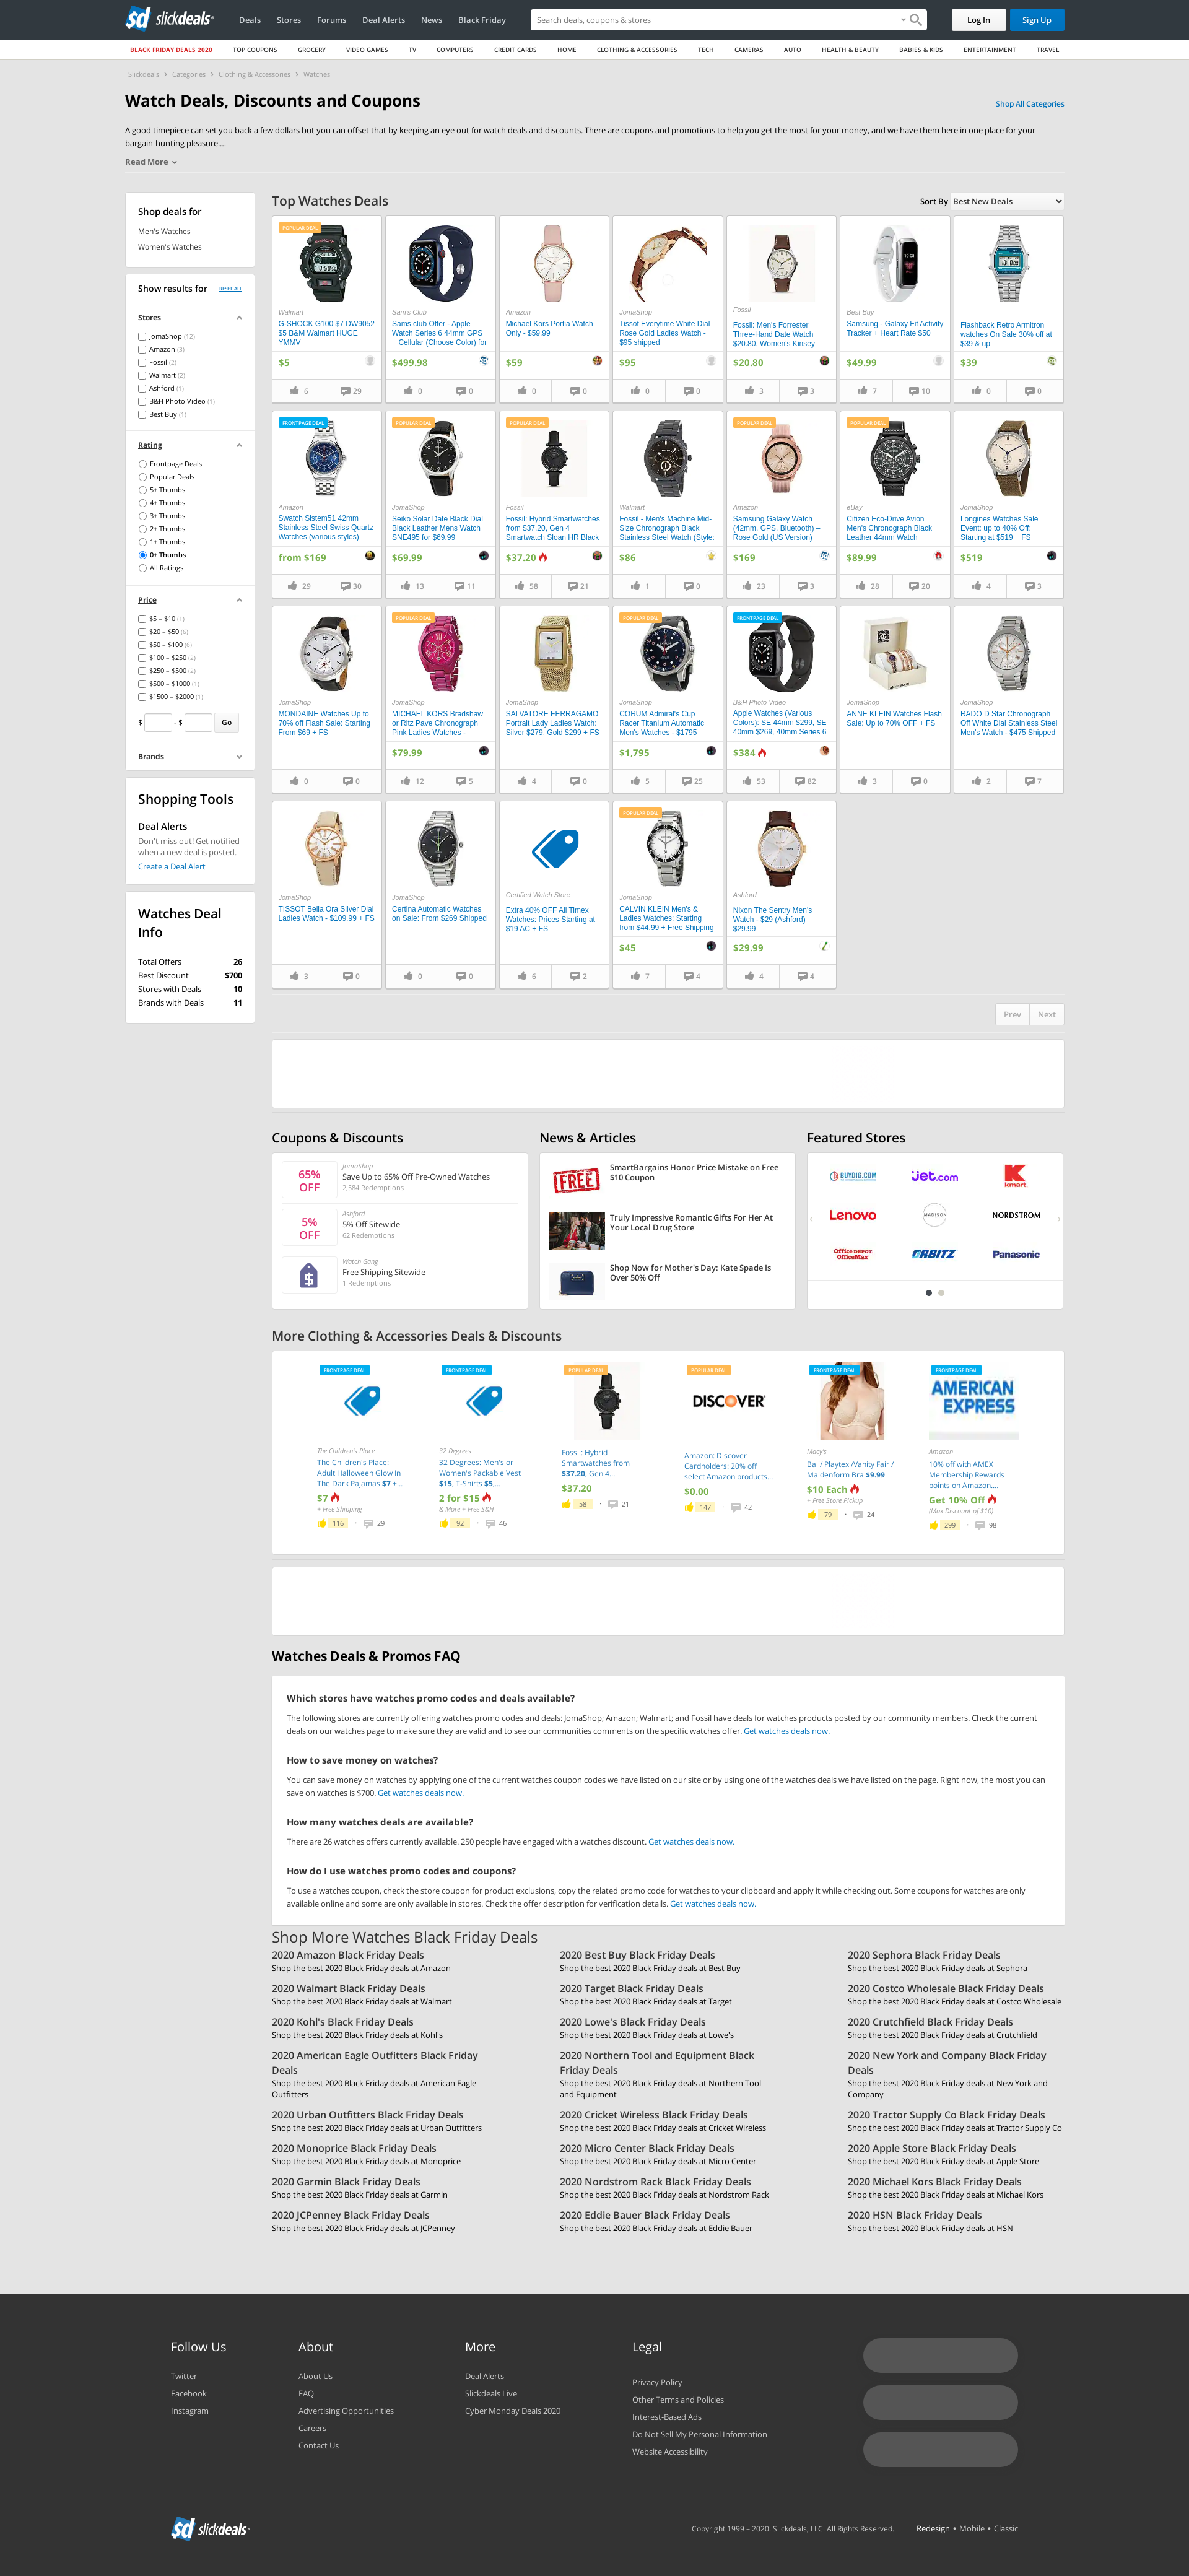 slickdeals
Deals
Stores
Forums
Deal Alerts
News
Black Friday
Search deals, coupons & stores
Log In
Sign Up
BLACK FRIDAY DEALS 2020
TOP COUPONS
GROCERY
VIDEO GAMES
TV
COMPUTERS
CREDIT CARDS
HOME
CLOTHING & ACCESSORIES
TECH
CAMERAS
AUTO
HEALTH & BEAUTY
BABIES & KIDS
ENTERTAINMENT
TRAVEL
Slickdeals > Categories > Clothing & Accessories > Watches
Watch Deals, Discounts and Coupons
Shop All Categories
A good timepiece can set you back a few dollars but you can offset that by keeping an eye out for watch deals and discounts. There are coupons and promotions to help you get the most for your money, and we have them here in one place for your
bargain-hunting pleasure....
Read More
Shop deals for
Men's Watches
Women's Watches
Show results for
RESET ALL
Stores
JomaShop (12)
Amazon (3)
Fossil (2)
Walmart (2)
Ashford (1)
B&H Photo Video (1)
Best Buy (1)
Rating
Frontpage Deals
Popular Deals
5+ Thumbs
4+ Thumbs
3+ Thumbs
2+ Thumbs
1+ Thumbs
0+ Thumbs
All Ratings
Price
$5 – $10 (1)
$20 – $50 (6)
$50 – $100 (6)
$100 – $250 (2)
$250 – $500 (2)
$500 – $1000 (1)
$1500 – $2000 (1)
$ - $ Go
Brands
Shopping Tools
Deal Alerts
Don't miss out! Get notified
when a new deal is posted.
Create a Deal Alert
Watches Deal
Info
Total Offers 26
Best Discount $700
Stores with Deals 10
Brands with Deals 11
Top Watches Deals
Sort By Best New Deals
POPULAR DEAL
Walmart
G-SHOCK G100 $7 DW9052
$5 B&M Walmart HUGE
YMMV
$5
6 29
Sam's Club
Sams club Offer - Apple
Watch Series 6 44mm GPS
+ Cellular (Choose Color) for
$499.98
0 0
Amazon
Michael Kors Portia Watch
Only - $59.99
$59
0 0
JomaShop
Tissot Everytime White Dial
Rose Gold Ladies Watch -
$95 shipped
$95
0 0
Fossil
Fossil: Men's Forrester
Three-Hand Date Watch
$20.80, Women's Kinsey
$20.80
3 3
Best Buy
Samsung - Galaxy Fit Activity
Tracker + Heart Rate $50
$49.99
7 10
Flashback Retro Armitron
watches On Sale 30% off at
$39 & up
$39
0 0
FRONTPAGE DEAL
Amazon
Swatch Sistem51 42mm
Stainless Steel Swiss Quartz
Watches (various styles)
from $169
29 30
POPULAR DEAL
JomaShop
Seiko Solar Date Black Dial
Black Leather Mens Watch
SNE495 for $69.99
$69.99
13 11
POPULAR DEAL
Fossil
Fossil: Hybrid Smartwatches
from $37.20, Gen 4
Smartwatch Sloan HR Black
$37.20
58 21
Walmart
Fossil - Men's Machine Mid-
Size Chronograph Black
Stainless Steel Watch (Style:
$86
1 0
POPULAR DEAL
Amazon
Samsung Galaxy Watch
(42mm, GPS, Bluetooth) –
Rose Gold (US Version)
$169
23 3
POPULAR DEAL
eBay
Citizen Eco-Drive Avion
Men's Chronograph Black
Leather 44mm Watch
$89.99
28 20
JomaShop
Longines Watches Sale
Event: up to 40% Off:
Starting at $519 + FS
$519
4 3
JomaShop
MONDAINE Watches Up to
70% off Flash Sale: Starting
From $69 + FS
0 0
POPULAR DEAL
JomaShop
MICHAEL KORS Bradshaw
or Ritz Pave Chronograph
Pink Ladies Watches -
$79.99
12 5
JomaShop
SALVATORE FERRAGAMO
Portrait Lady Ladies Watch:
Silver $279, Gold $299 + FS
4 0
POPULAR DEAL
JomaShop
CORUM Admiral's Cup
Racer Titanium Automatic
Men's Watches - $1795
$1,795
5 25
FRONTPAGE DEAL
B&H Photo Video
Apple Watches (Various
Colors): SE 44mm $299, SE
40mm $269, 40mm Series 6
$384
53 82
JomaShop
ANNE KLEIN Watches Flash
Sale: Up to 70% OFF + FS
3 0
JomaShop
RADO D Star Chronograph
Off White Dial Stainless Steel
Men's Watch - $475 Shipped
2 7
JomaShop
TISSOT Bella Ora Silver Dial
Ladies Watch - $109.99 + FS
3 0
JomaShop
Certina Automatic Watches
on Sale: From $269 Shipped
0 0
Certified Watch Store
Extra 40% OFF All Timex
Watches: Prices Starting at
$19 AC + FS
6 2
POPULAR DEAL
JomaShop
CALVIN KLEIN Men's &
Ladies Watches: Starting
from $44.99 + Free Shipping
$45
7 4
Ashford
Nixon The Sentry Men's
Watch - $29 (Ashford)
$29.99
$29.99
4 4
Prev Next
Coupons & Discounts
65%
OFF
JomaShop
Save Up to 65% Off Pre-Owned Watches
2,584 Redemptions
5%
OFF
Ashford
5% Off Sitewide
62 Redemptions
Watch Gang
Free Shipping Sitewide
1 Redemptions
News & Articles
FREE
SmartBargains Honor Price Mistake on Free
$10 Coupon
Truly Impressive Romantic Gifts For Her At
Your Local Drug Store
Shop Now for Mother's Day: Kate Spade Is
Over 50% Off
Featured Stores
BUYDIG.COM
jet.com
kmart
Lenovo
MADISON
NORDSTROM
Office DEPOT
OfficeMax
ORBITZ
Panasonic
More Clothing & Accessories Deals & Discounts
FRONTPAGE DEAL
The Children's Place
The Children's Place:
Adult Halloween Glow In
The Dark Pajamas $7 +...
$7
+ Free Shipping
116 29
FRONTPAGE DEAL
32 Degrees
32 Degrees: Men's or
Women's Packable Vest
$15, T-Shirts $5,...
2 for $15
& More + Free S&H
92 46
POPULAR DEAL
Fossil: Hybrid
Smartwatches from
$37.20, Gen 4...
$37.20
58 21
POPULAR DEAL
DISCOVER
Amazon: Discover
Cardholders: 20% off
select Amazon products...
$0.00
147 42
FRONTPAGE DEAL
Macy's
Bali/ Playtex /Vanity Fair /
Maidenform Bra $9.99
$10 Each
+ Free Store Pickup
79 24
FRONTPAGE DEAL
AMERICAN
EXPRESS
Amazon
10% off with AMEX
Membership Rewards
points on Amazon....
Get 10% Off
(Max Discount of $10)
299 98
Watches Deals & Promos FAQ
Which stores have watches promo codes and deals available?
The following stores are currently offering watches promo codes and deals: JomaShop; Amazon; Walmart; and Fossil have deals for watches products posted by our community members. Check the current
deals on our watches page to make sure they are valid and to see our communities comments on the specific watches offer. Get watches deals now.
How to save money on watches?
You can save money on watches by applying one of the current watches coupon codes we have listed on our site or by using one of the watches deals we have listed on the page. Right now, the most you can
save on watches is $700. Get watches deals now.
How many watches deals are available?
There are 26 watches offers currently available. 250 people have engaged with a watches discount. Get watches deals now.
How do I use watches promo codes and coupons?
To use a watches coupon, check the store coupon for product exclusions, copy the related promo code for watches to your clipboard and apply it while checking out. Some coupons for watches are only
available online and some are only available in stores. Check the offer description for verification details. Get watches deals now.
Shop More Watches Black Friday Deals
2020 Amazon Black Friday Deals
Shop the best 2020 Black Friday deals at Amazon
2020 Best Buy Black Friday Deals
Shop the best 2020 Black Friday deals at Best Buy
2020 Sephora Black Friday Deals
Shop the best 2020 Black Friday deals at Sephora
2020 Walmart Black Friday Deals
Shop the best 2020 Black Friday deals at Walmart
2020 Target Black Friday Deals
Shop the best 2020 Black Friday deals at Target
2020 Costco Wholesale Black Friday Deals
Shop the best 2020 Black Friday deals at Costco Wholesale
2020 Kohl's Black Friday Deals
Shop the best 2020 Black Friday deals at Kohl's
2020 Lowe's Black Friday Deals
Shop the best 2020 Black Friday deals at Lowe's
2020 Crutchfield Black Friday Deals
Shop the best 2020 Black Friday deals at Crutchfield
2020 American Eagle Outfitters Black Friday
Deals
Shop the best 2020 Black Friday deals at American Eagle
Outfitters
2020 Northern Tool and Equipment Black
Friday Deals
Shop the best 2020 Black Friday deals at Northern Tool
and Equipment
2020 New York and Company Black Friday
Deals
Shop the best 2020 Black Friday deals at New York and
Company
2020 Urban Outfitters Black Friday Deals
Shop the best 2020 Black Friday deals at Urban Outfitters
2020 Cricket Wireless Black Friday Deals
Shop the best 2020 Black Friday deals at Cricket Wireless
2020 Tractor Supply Co Black Friday Deals
Shop the best 2020 Black Friday deals at Tractor Supply Co
2020 Monoprice Black Friday Deals
Shop the best 2020 Black Friday deals at Monoprice
2020 Micro Center Black Friday Deals
Shop the best 2020 Black Friday deals at Micro Center
2020 Apple Store Black Friday Deals
Shop the best 2020 Black Friday deals at Apple Store
2020 Garmin Black Friday Deals
Shop the best 2020 Black Friday deals at Garmin
2020 Nordstrom Rack Black Friday Deals
Shop the best 2020 Black Friday deals at Nordstrom Rack
2020 Michael Kors Black Friday Deals
Shop the best 2020 Black Friday deals at Michael Kors
2020 JCPenney Black Friday Deals
Shop the best 2020 Black Friday deals at JCPenney
2020 Eddie Bauer Black Friday Deals
Shop the best 2020 Black Friday deals at Eddie Bauer
2020 HSN Black Friday Deals
Shop the best 2020 Black Friday deals at HSN
Follow Us
Twitter
Facebook
Instagram
About
About Us
FAQ
Advertising Opportunities
Careers
Contact Us
More
Deal Alerts
Slickdeals Live
Cyber Monday Deals 2020
Legal
Privacy Policy
Other Terms and Policies
Interest-Based Ads
Do Not Sell My Personal Information
Website Accessibility
slickdeals
Copyright 1999 – 2020. Slickdeals, LLC. All Rights Reserved.
Redesign • Mobile • Classic